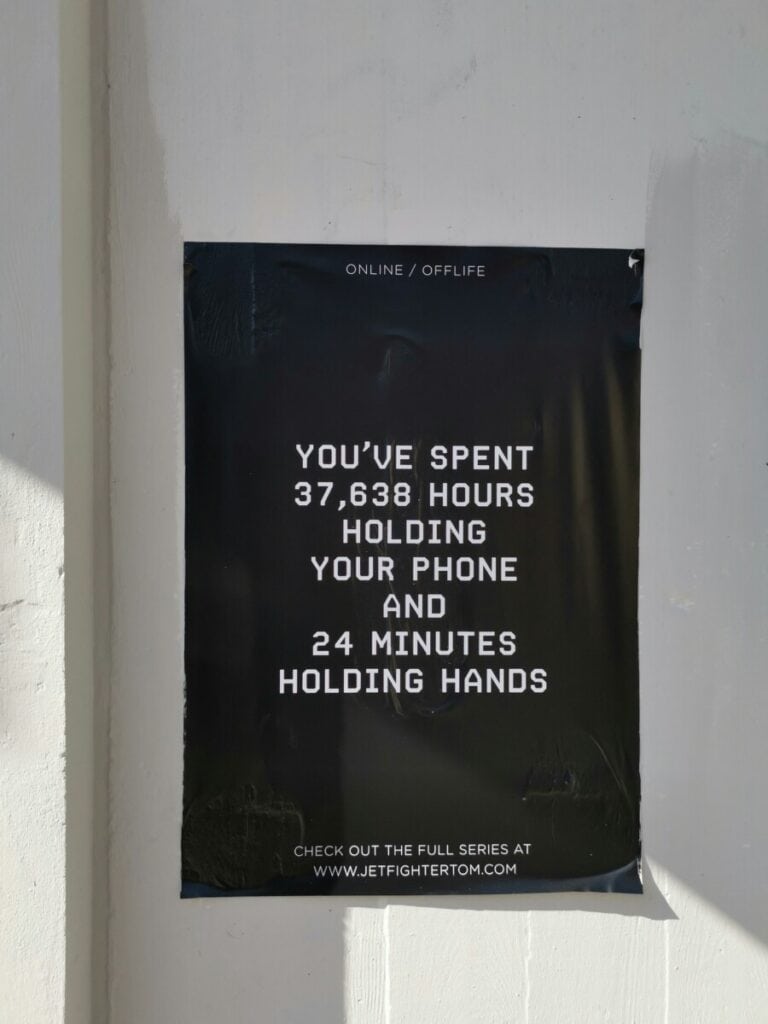 ONLINE / OFFLIFE
YOU'VE SPENT
37,638 HOURS
HOLDING
YOUR PHONE
AND
24 MINUTES
HOLDING HANDS
CHECK OUT THE FULL SERIES AT
WWW.JETFIGHTERTOM.COM